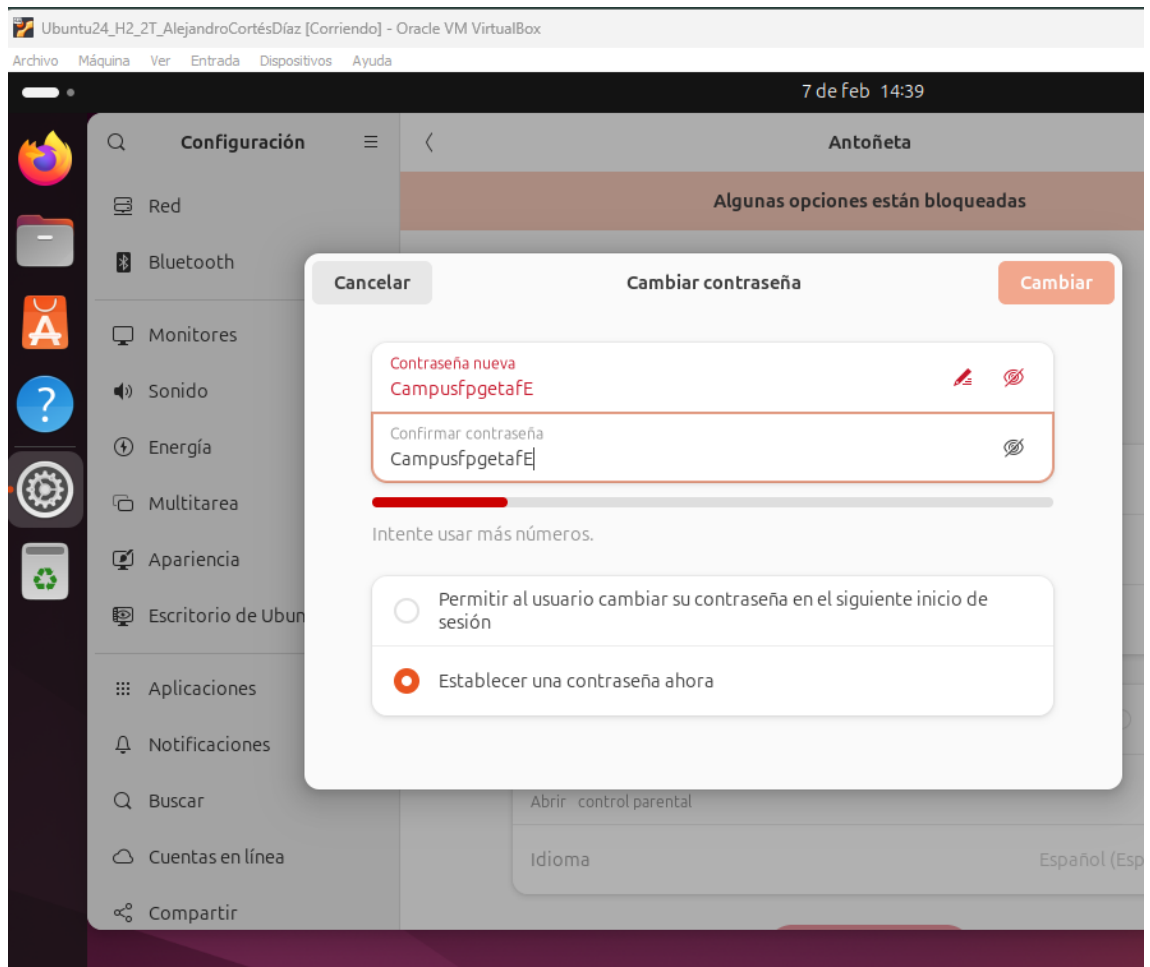 Ubuntu24_H2_2T_AlejandroCortésDíaz [Corriendo] - Oracle VM VirtualBox
Archivo Máquina Ver Entrada Dispositivos Ayuda
7 de feb 14:39
Configuración
Antoñeta
Algunas opciones están bloqueadas
Red
Bluetooth
Monitores
Sonido
Energía
Multitarea
Apariencia
Escritorio de Ubun
Aplicaciones
Notificaciones
Buscar
Cuentas en línea
Compartir
Cancelar
Cambiar contraseña
Cambiar
Contraseña nueva
CampusfpgetafE
Confirmar contraseña
CampusfpgetafE
Intente usar más números.
Permitir al usuario cambiar su contraseña en el siguiente inicio de
sesión
Establecer una contraseña ahora
Abrir control parental
Idioma
Español (Esp